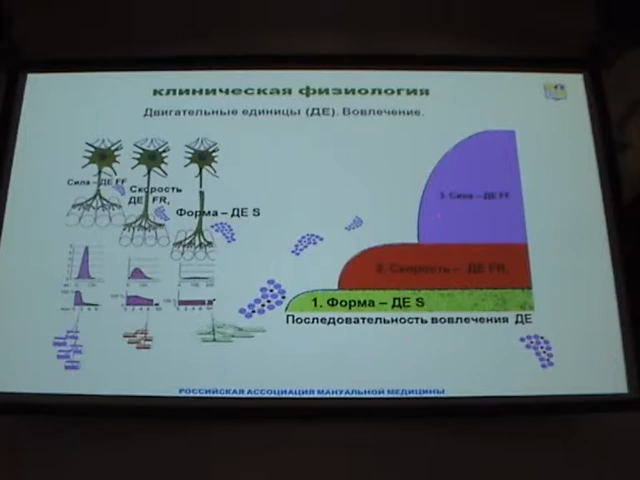 клиническая физиология
Двигательные единицы (ДЕ). Вовлечение.
Сила – ДЕ FF
Скорость
ДЕ FR,
Форма – ДЕ S
3. Сила – ДЕ FF
2. Скорость – ДЕ FR,
1. Форма – ДЕ S
Последовательность вовлечения ДЕ
РОССИЙСКАЯ АССОЦИАЦИЯ МАНУАЛЬНОЙ МЕДИЦИНЫ